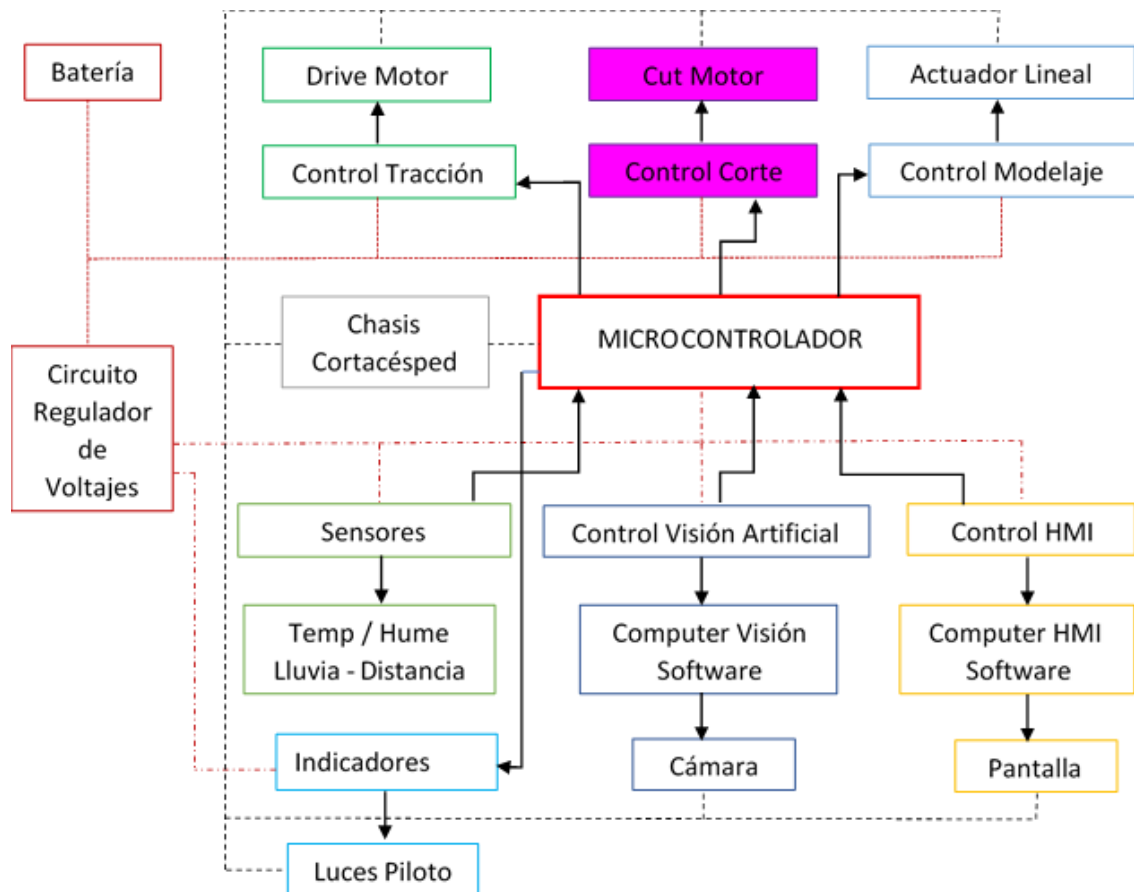 Batería
Drive Motor
Cut Motor
Actuador Lineal
Control Tracción
Control Corte
Control Modelaje
Chasis
Cortacésped
MICROCONTROLADOR
Circuito
Regulador
de
Voltajes
Sensores
Control Visión Artificial
Control HMI
Temp / Hume
Lluvia - Distancia
Computer Visión
Software
Computer HMI
Software
Indicadores
Cámara
Pantalla
Luces Piloto